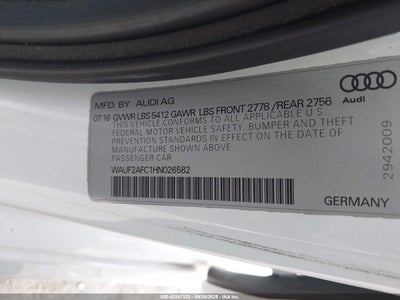 MFD BY AUDI AG
07 16 GVWR LBS 5412 GAWR LBS FRONT 2778 /REAR 2756
THIS VEHICLE CONFORMS TO ALL APPLICABLE
U.S. FEDERAL MOTOR VEHICLE SAFETY, BUMPER AND THEFT
PREVENTION STANDARDS IN EFFECT ON THE DATE OF
MANUFACTURE SHOWN ABOVE
PASSENGER CAR
WAUF2AFC1HN026582
Audi
2942009
GERMANY